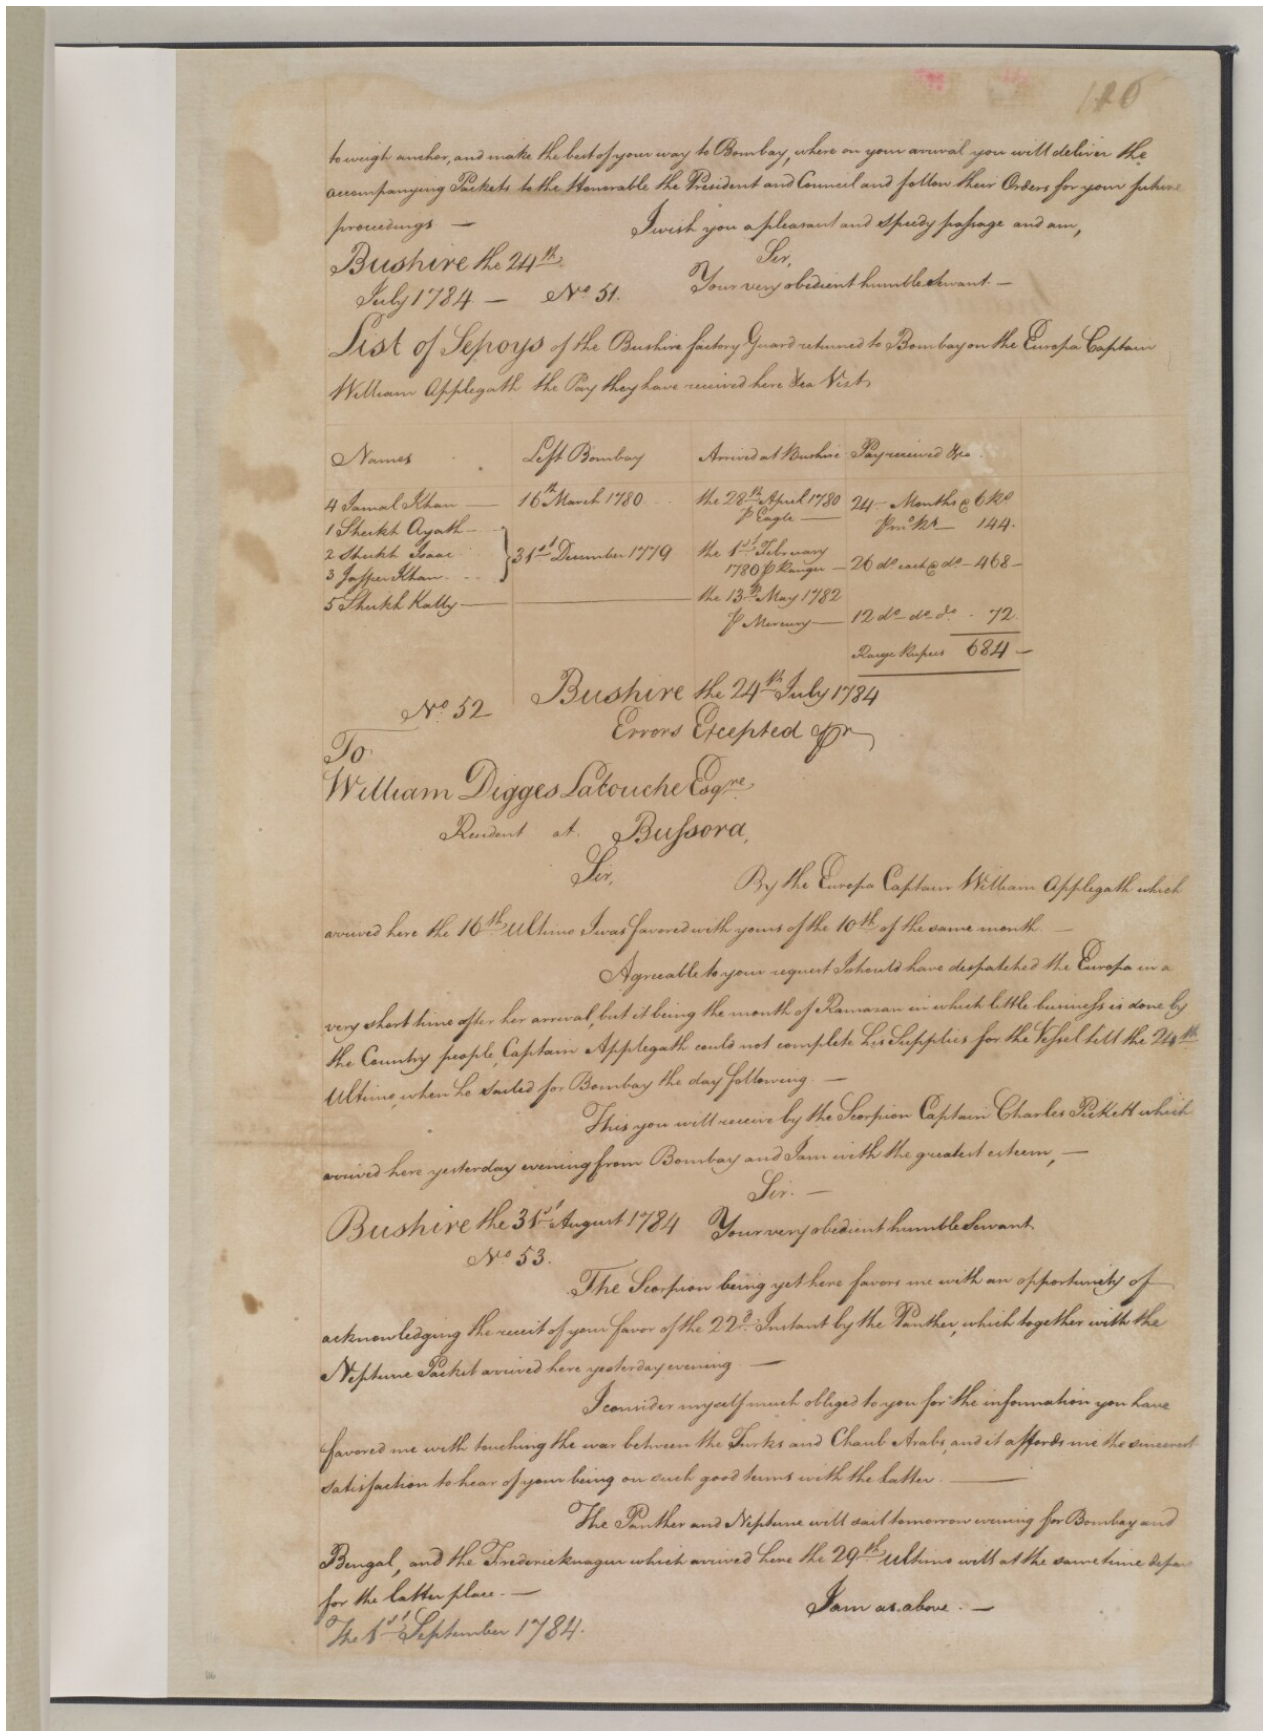 116
to weigh anchor, and make the best of your way to Bombay, where on your arrival you will deliver the
accompanying Packets to the Honorable the President and Council and follow their Orders for your future
proceedings —
I wish you a pleasant and speedy passage and am,
Sir,
Bushire the 24th
Your very obedient humble Servant —
July 1784 — No 51.
List of Sepoys of the Bushire factory Guard returned to Bombay on the Europa Captain
William Applegath the Pay they have received here &ca Vizt
Names Left Bombay Arrived at Bushire Pay received &ca
4 Jamal Khan — 16th March 1780 the 28th April 1780 24 — Months @ 6 Rs
P Eagle — 144.
1 Sheikh Ayath —
2 Sheikh Isaac 31st December 1779 the 1st February
3 Jaffier Khan 1780 P Ranger — 26 do each @ do — 468 —
5 Sheikh Kally — the 13th May 1782
P Mercury — 12 do do do . 72
Raige Rupees 684 —
Bushire the 24th July 1784
No 52
Errors Excepted
To
William Digges Latouche Esqre
Resident at Bussora,
Sir,
By the Europa Captain William Applegath which
arrived here the 16th Ultimo I was favored with yours of the 10th of the same month —
Agreeable to your request I should have despatched the Europa in a
very short time after her arrival, but it being the month of Ramazan in which little business is done by
the Country people, Captain Applegath could not complete his Supplies for the Vessel till the 24th
Ultimo, when he sailed for Bombay the day following —
This you will receive by the Scorpion Captain Charles Pickett which
arrived here yesterday evening from Bombay and I am with the greatest esteem, —
Sir. —
Bushire the 31st August 1784 Your very obedient humble Servant
No 53.
The Scorpion being yet here favors me with an opportunity of
acknowledging the receit of your favor of the 22d Instant by the Panther, which together with the
Neptune Packet arrived here yesterday evening —
I consider myself much obliged to you for the information you have
favored me with touching the war between the Turks and Chaub Arabs, and it affords me the sincerest
satisfaction to hear of your being on such good terms with the latter. —
The Panther and Neptune will sail tomorrow evening for Bombay and
Bengal, and the Fredericknagur which arrived here the 29th Ultimo will at the same time depart
for the latter place. —
I am as above. —
The 1st September 1784.
116